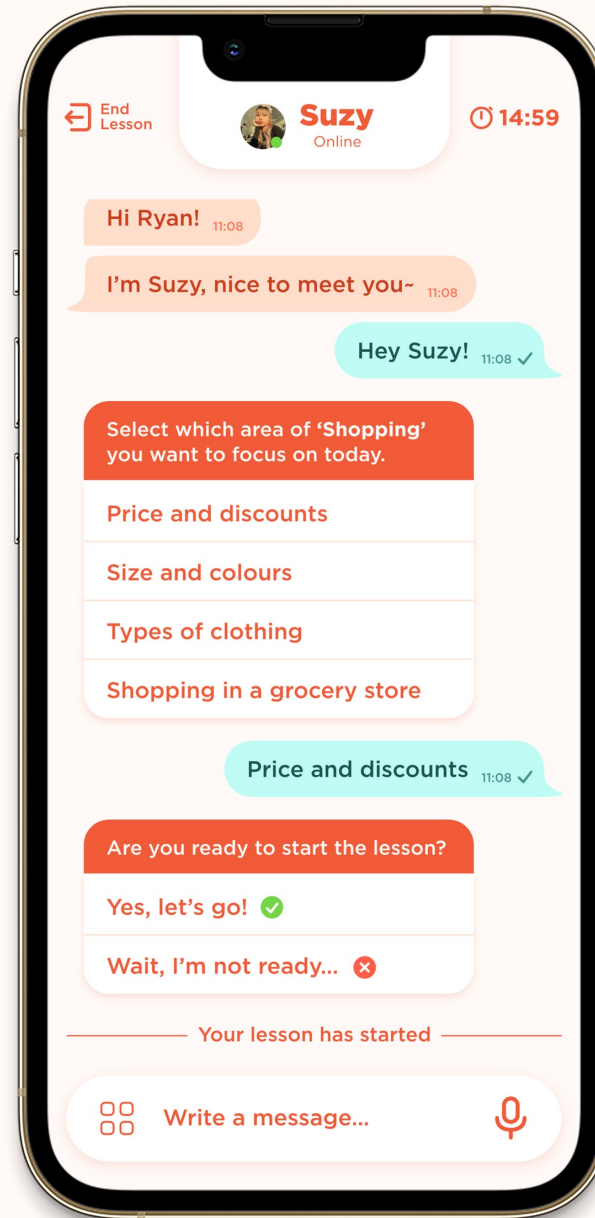 End
Lesson
Suzy
Online
14:59
Hi Ryan! 11:08
I'm Suzy, nice to meet you~ 11:08
Hey Suzy! 11:08
Select which area of ‘Shopping’
you want to focus on today.
Price and discounts
Size and colours
Types of clothing
Shopping in a grocery store
Price and discounts 11:08
Are you ready to start the lesson?
Yes, let's go!
Wait, I'm not ready...
Your lesson has started
Write a message...